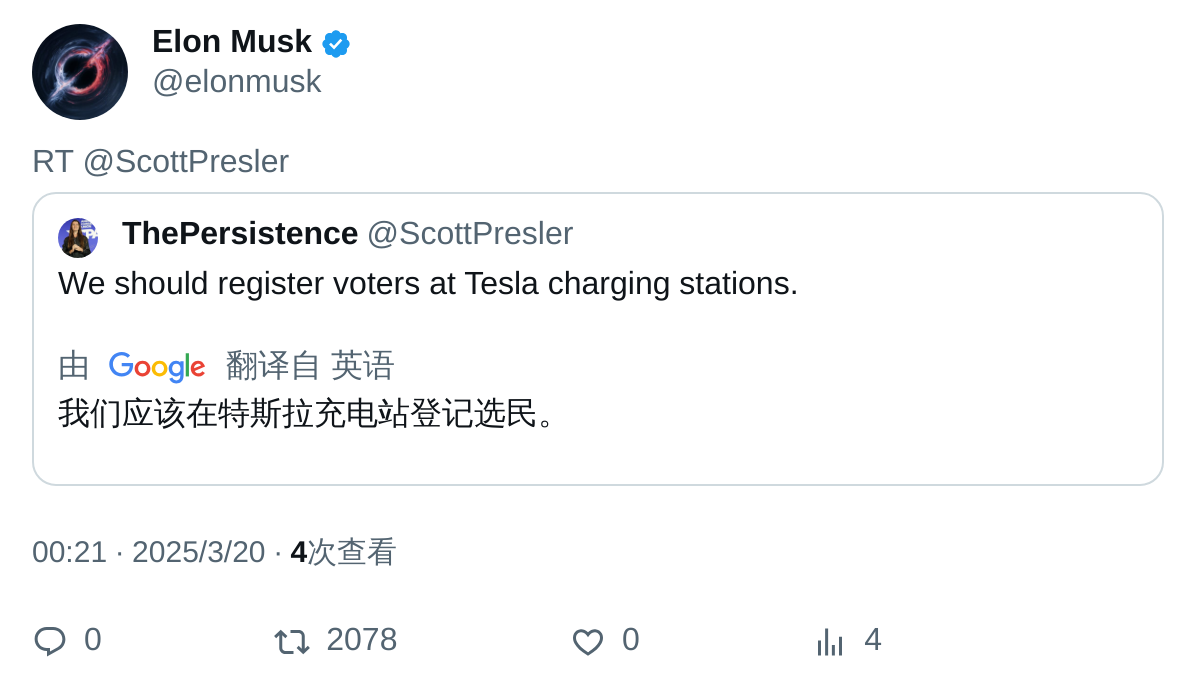 Elon Musk
@elonmusk
RT @ScottPresler
ThePersistence @ScottPresler
We should register voters at Tesla charging stations.
由 Google 翻译自 英语
我们应该在特斯拉充电站登记选民。
00:21 · 2025/3/20 · 4次查看
0 2078 0 4